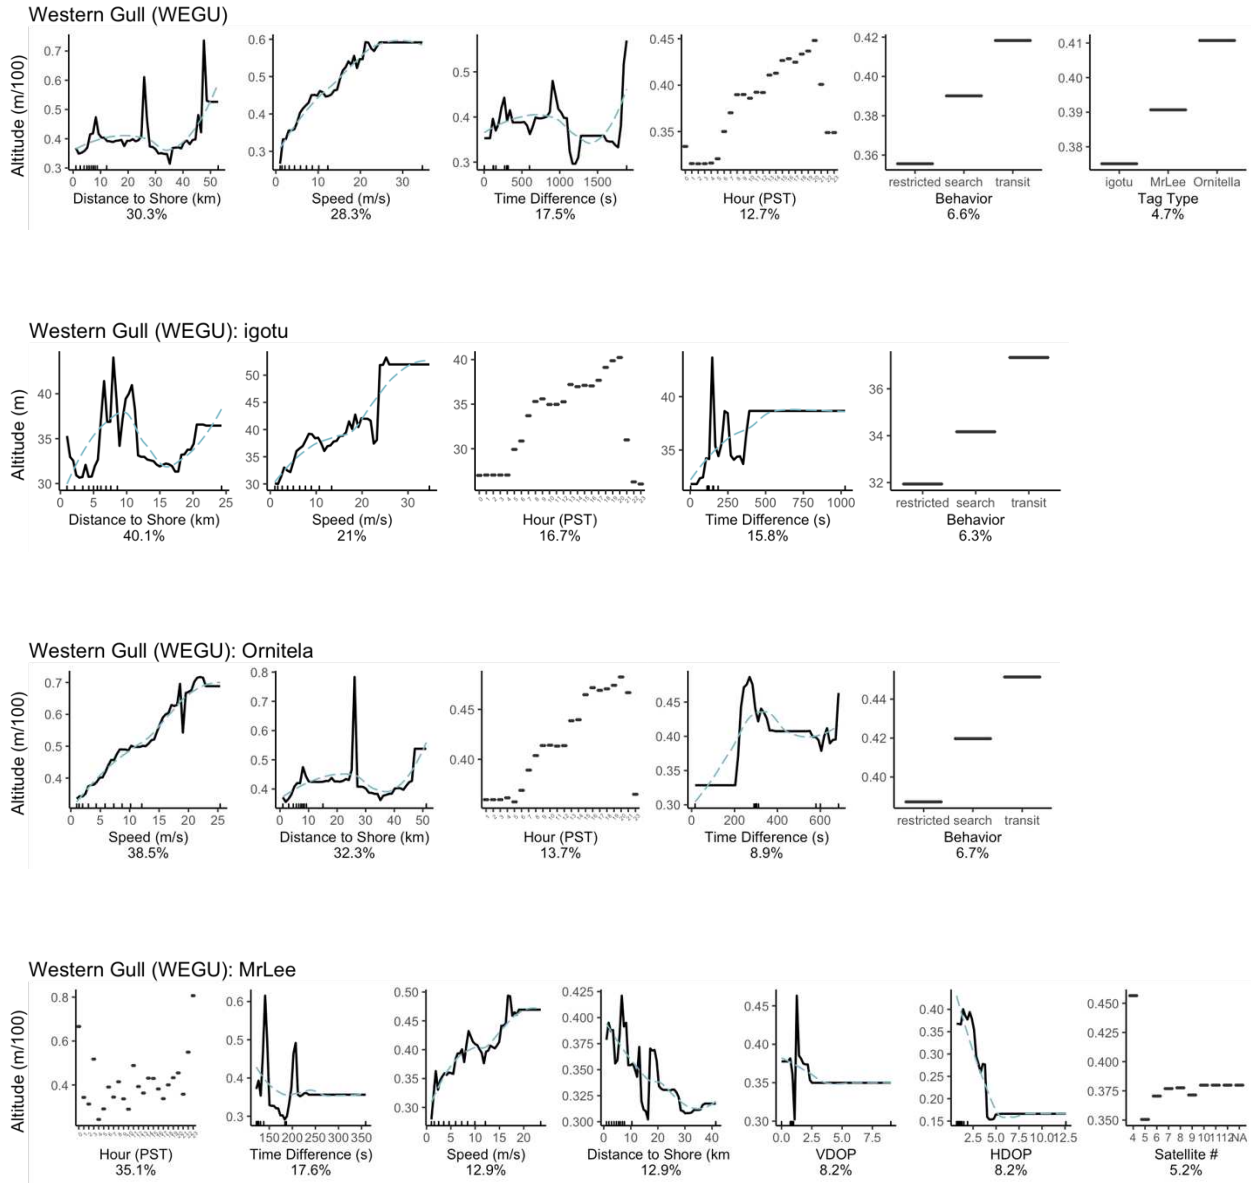 Western Gull (WEGU)
Altitude (m/100)
0.7 0.6 0.5 0.4 0.3
0 10 20 30 40 50
Distance to Shore (km)
30.3%
0.6 0.5 0.4 0.3
0 10 20 30
Speed (m/s)
28.3%
0.5 0.4 0.3
0 500 1000 1500
Time Difference (s)
17.5%
0.45 0.40 0.35
Hour (PST)
12.7%
0.42 0.40 0.38 0.36
restricted search transit
Behavior
6.6%
0.41 0.40 0.39 0.38
igotu MrLee Ornitella
Tag Type
4.7%
Western Gull (WEGU): igotu
Altitude (m)
40 35 30
0 5 10 15 20 25
Distance to Shore (km)
40.1%
50 45 40 35 30
0 10 20 30
Speed (m/s)
21%
40 35 30
Hour (PST)
16.7%
40 35
0 250 500 750 1000
Time Difference (s)
15.8%
36 34 32
restricted search transit
Behavior
6.3%
Western Gull (WEGU): Ornitela
Altitude (m/100)
0.7 0.6 0.5 0.4
0 5 10 15 20 25
Speed (m/s)
38.5%
0.8 0.7 0.6 0.5 0.4
0 10 20 30 40 50
Distance to Shore (km)
32.3%
0.45 0.40
Hour (PST)
13.7%
0.45 0.40 0.35 0.30
0 200 400 600
Time Difference (s)
8.9%
0.44 0.42 0.40
restricted search transit
Behavior
6.7%
Western Gull (WEGU): MrLee
Altitude (m/100)
0.8 0.6 0.4
Hour (PST)
35.1%
0.6 0.5 0.4 0.3
150 200 250 300 350
Time Difference (s)
17.6%
0.50 0.45 0.40 0.35 0.30
0 5 10 15 20
Speed (m/s)
12.9%
0.425 0.400 0.375 0.350 0.325 0.300
0 10 20 30 40
Distance to Shore (km
12.9%
0.45 0.40 0.35 0.30
0.0 2.5 5.0 7.5
VDOP
8.2%
0.40 0.35 0.30 0.25 0.20 0.15
2.5 5.0 7.5 10.0 12.5
HDOP
8.2%
0.450 0.425 0.400 0.375 0.350
4 5 6 7 8 9 10 11 12 NA
Satellite #
5.2%